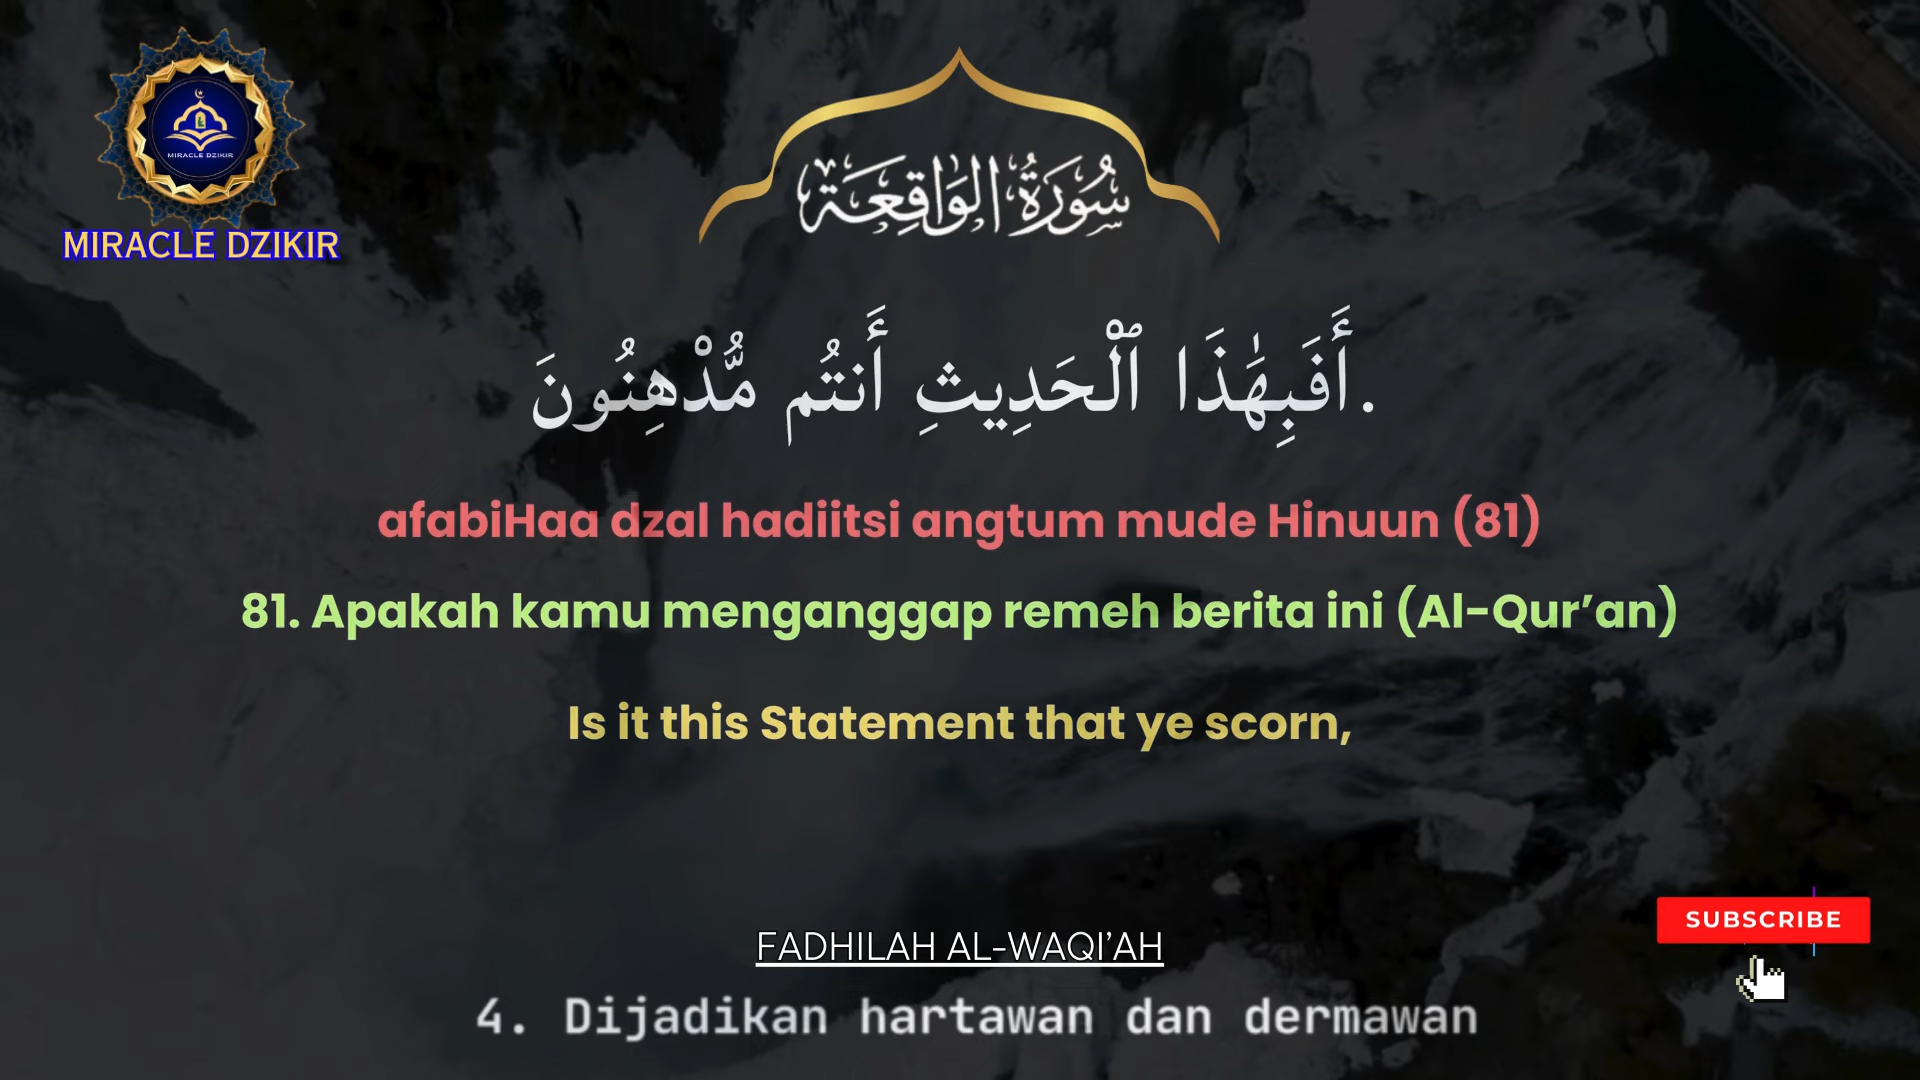 MIRACLE DZIKIR
MIRACLE DZIKIR
سُورَةُ الوَاقِعَة
أَفَبِهَٰذَا ٱلْحَدِيثِ أَنتُم مُّدْهِنُونَ.
afabiHaa dzal hadiitsi angtum mude Hinuun (81)
81. Apakah kamu menganggap remeh berita ini (Al-Qur’an)
Is it this Statement that ye scorn,
FADHILAH AL-WAQI’AH
4. Dijadikan hartawan dan dermawan
SUBSCRIBE